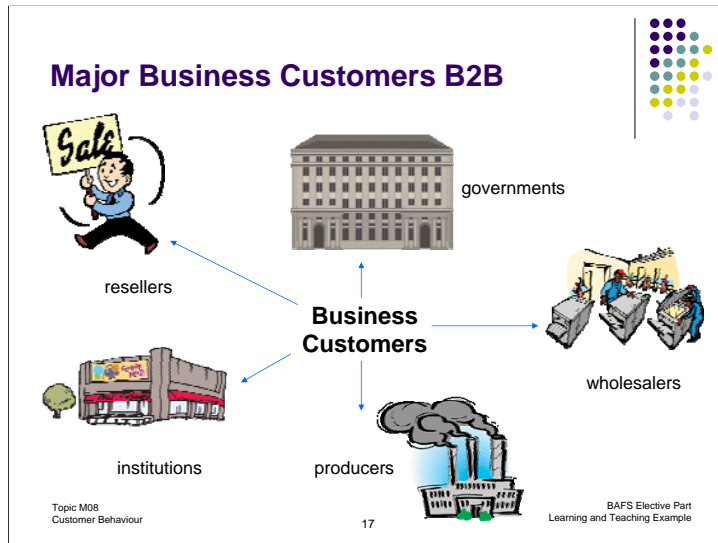 Major Business Customers B2B
Sale
governments
resellers
Business
Customers
wholesalers
institutions
producers
Topic M08
Customer Behaviour
17
BAFS Elective Part
Learning and Teaching Example